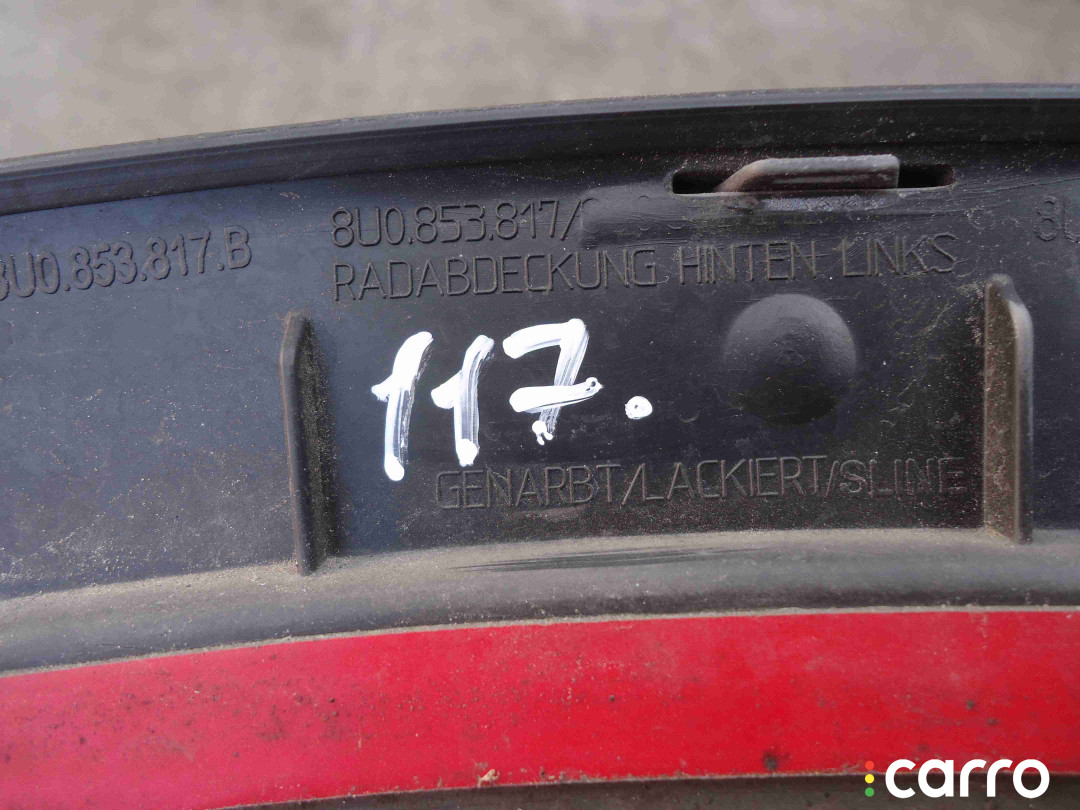 8U0.853.817.B
8U0.853.817/
RADABDECKUNG HINTEN LINKS
117.
GENARBT/LACKIERT/SLINE
carro